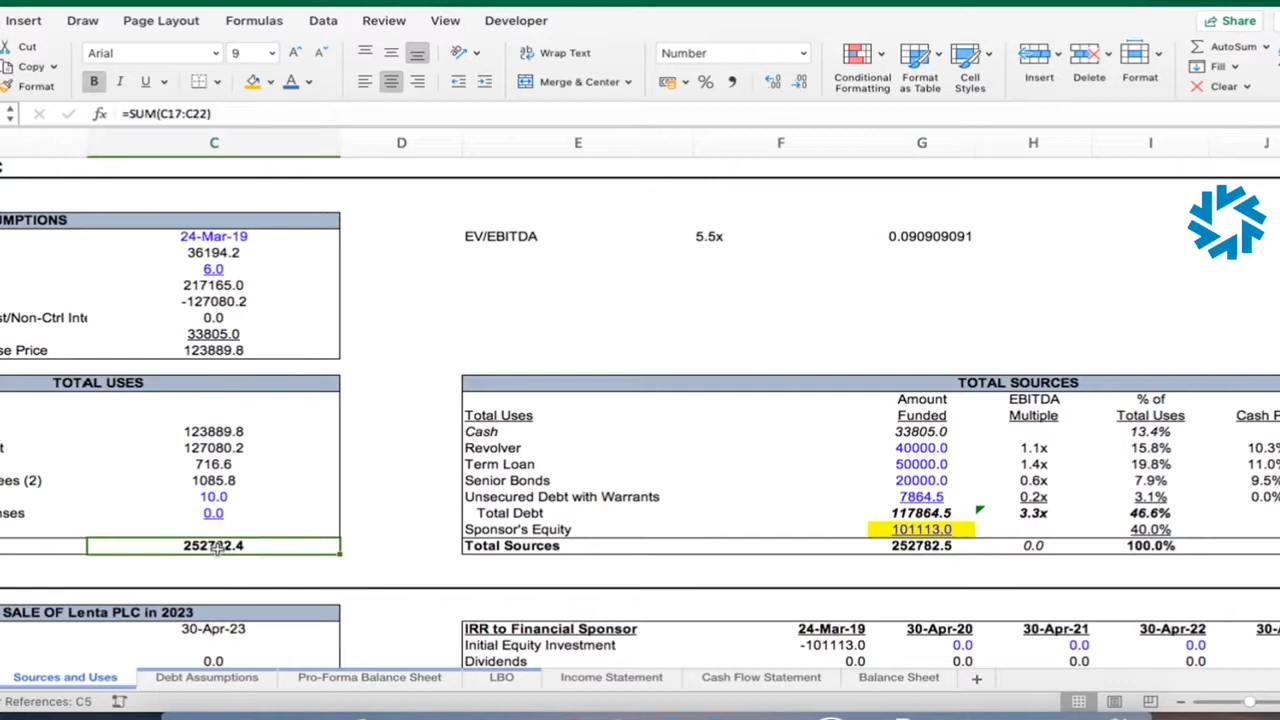 Insert Draw Page Layout Formulas Data Review View Developer Share
Cut
Copy
Format
Arial 9
B I U
Wrap Text
Merge & Center
Number
Conditional Formatting
Format as Table
Cell Styles
Insert
Delete
Format
AutoSum
Fill
Clear
fx =SUM(C17:C22)
C D E F G H I J
UMPTIONS
24-Mar-19
36194.2
6.0
217165.0
-127080.2
st/Non-Ctrl Inte 0.0
33805.0
se Price 123889.8
EV/EBITDA 5.5x 0.090909091
TOTAL USES
123889.8
t 127080.2
716.6
ees (2) 1085.8
10.0
nses 0.0
252782.4
TOTAL SOURCES
Amount EBITDA % of
Total Uses Funded Multiple Total Uses Cash P
Cash 33805.0 13.4%
Revolver 40000.0 1.1x 15.8% 10.3%
Term Loan 50000.0 1.4x 19.8% 11.0%
Senior Bonds 20000.0 0.6x 7.9% 9.5%
Unsecured Debt with Warrants 7864.5 0.2x 3.1% 0.0%
Total Debt 117864.5 3.3x 46.6%
Sponsor's Equity 101113.0 40.0%
Total Sources 252782.5 0.0 100.0%
SALE OF Lenta PLC in 2023
30-Apr-23
0.0
IRR to Financial Sponsor 24-Mar-19 30-Apr-20 30-Apr-21 30-Apr-22 30-A
Initial Equity Investment -101113.0 0.0 0.0 0.0
Dividends 0.0 0.0 0.0 0.0
Sources and Uses Debt Assumptions Pro-Forma Balance Sheet LBO Income Statement Cash Flow Statement Balance Sheet
References: C5